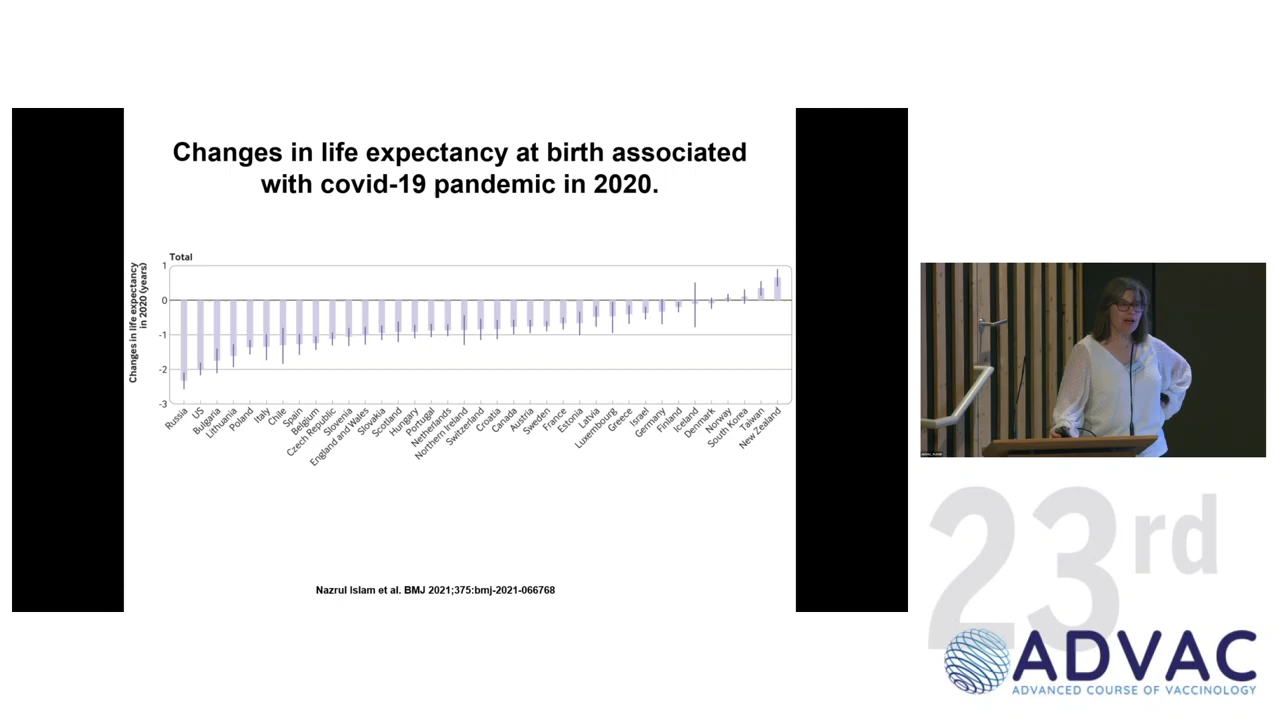 Changes in life expectancy at birth associated
with covid-19 pandemic in 2020.
Total
Changes in life expectancy
in 2020 (years)
1
0
-1
-2
-3
Russia
US
Bulgaria
Lithuania
Poland
Italy
Chile
Spain
Belgium
Czech Republic
Slovenia
England and Wales
Slovakia
Scotland
Hungary
Portugal
Netherlands
Northern Ireland
Switzerland
Croatia
Canada
Austria
Sweden
France
Estonia
Latvia
Luxembourg
Greece
Israel
Germany
Finland
Iceland
Denmark
Norway
South Korea
Taiwan
New Zealand
Nazrul Islam et al. BMJ 2021;375:bmj-2021-066768
23rd
ADVAC
ADVANCED COURSE OF VACCINOLOGY